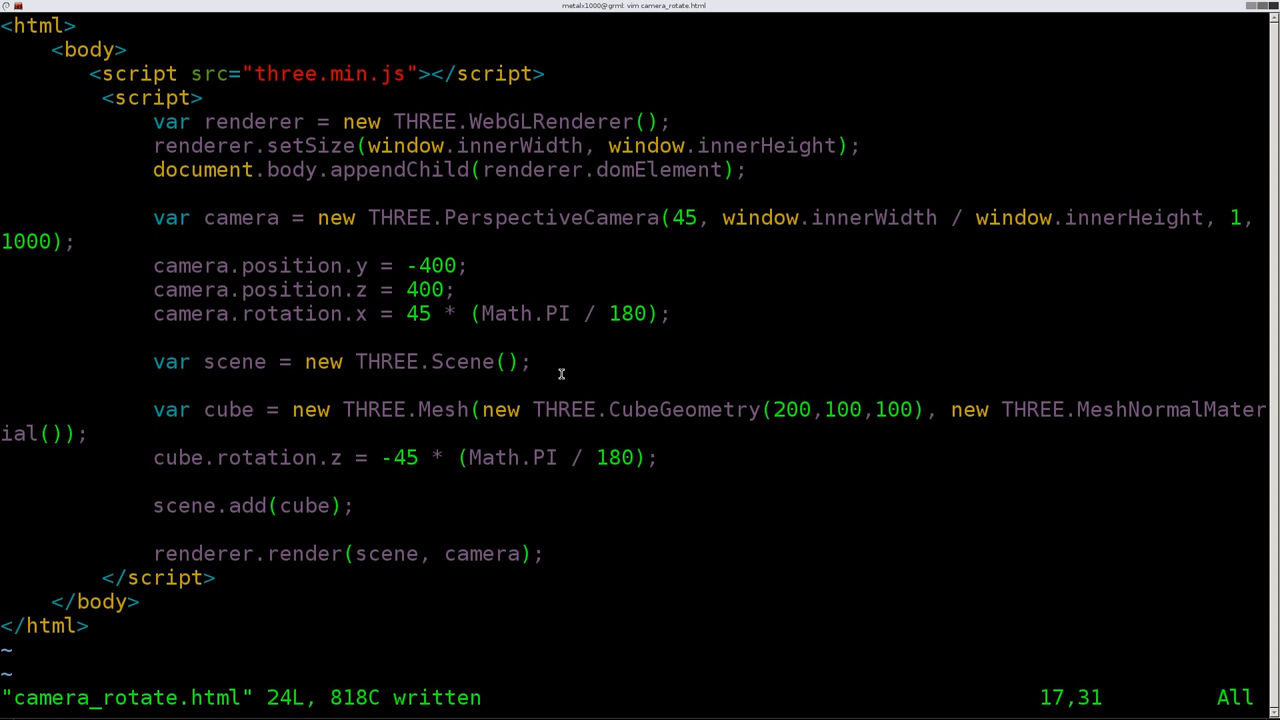 metalx1000@grml: vim camera_rotate.html
<html>
    <body>
       <script src="three.min.js"></script>
        <script>
            var renderer = new THREE.WebGLRenderer();
            renderer.setSize(window.innerWidth, window.innerHeight);
            document.body.appendChild(renderer.domElement);

            var camera = new THREE.PerspectiveCamera(45, window.innerWidth / window.innerHeight, 1,
1000);
            camera.position.y = -400;
            camera.position.z = 400;
            camera.rotation.x = 45 * (Math.PI / 180);

            var scene = new THREE.Scene();

            var cube = new THREE.Mesh(new THREE.CubeGeometry(200,100,100), new THREE.MeshNormalMater
ial());
            cube.rotation.z = -45 * (Math.PI / 180);

            scene.add(cube);

            renderer.render(scene, camera);
        </script>
    </body>
</html>
~
~
"camera_rotate.html" 24L, 818C written 17,31 All